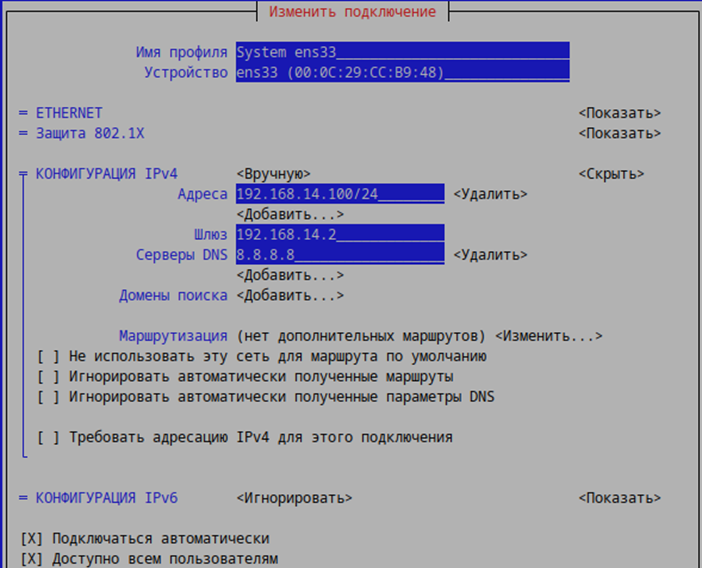 Изменить подключение
Имя профиля System ens33
Устройство ens33 (00:0C:29:CC:B9:48)
= ETHERNET <Показать>
= Защита 802.1X <Показать>
КОНФИГУРАЦИЯ IPv4 <Вручную> <Скрыть>
Адреса 192.168.14.100/24 <Удалить>
<Добавить...>
Шлюз 192.168.14.2
Серверы DNS 8.8.8.8 <Удалить>
<Добавить...>
Домены поиска <Добавить...>
Маршрутизация (нет дополнительных маршрутов) <Изменить...>
[ ] Не использовать эту сеть для маршрута по умолчанию
[ ] Игнорировать автоматически полученные маршруты
[ ] Игнорировать автоматически полученные параметры DNS
[ ] Требовать адресацию IPv4 для этого подключения
= КОНФИГУРАЦИЯ IPv6 <Игнорировать> <Показать>
[X] Подключаться автоматически
[X] Доступно всем пользователям